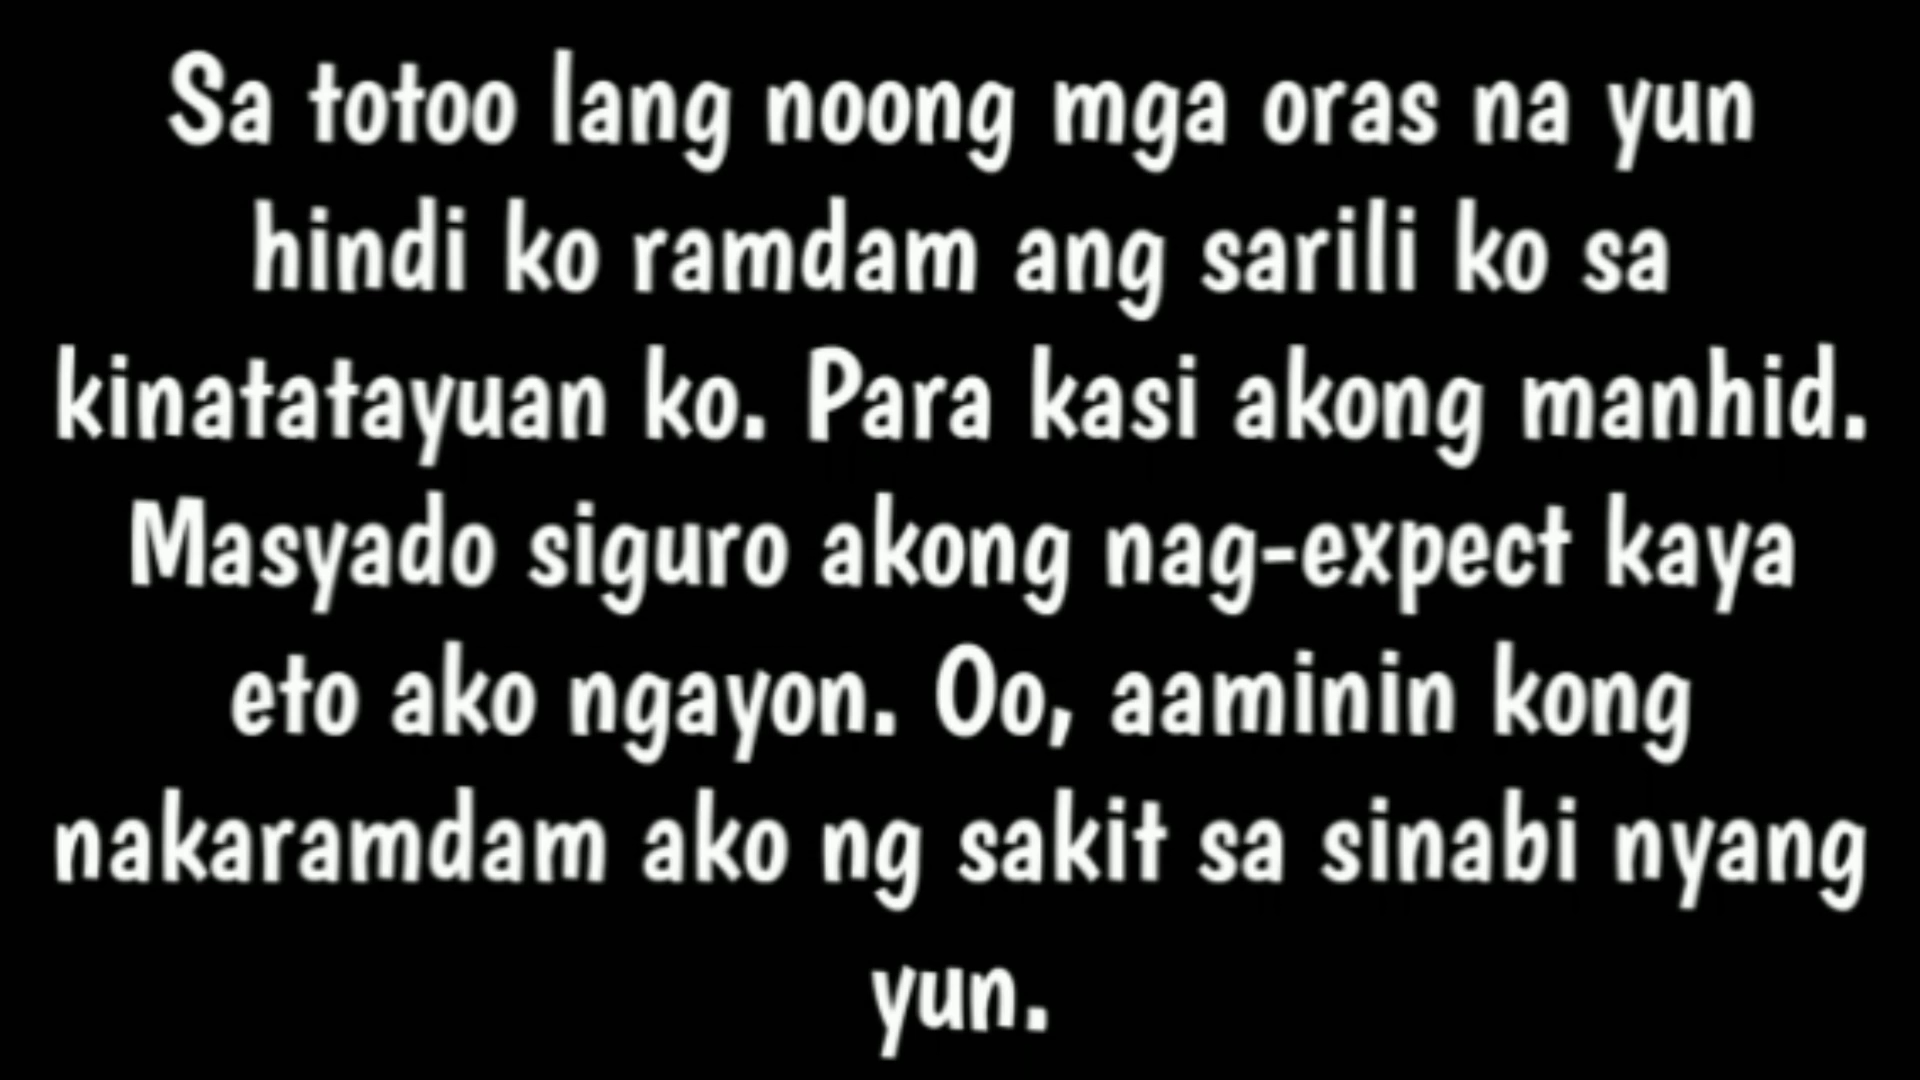 Sa totoo lang noong mga oras na yun
hindi ko ramdam ang sarili ko sa
kinatatayuan ko. Para kasi akong manhid.
Masyado siguro akong nag-expect kaya
eto ako ngayon. Oo, aaminin kong
nakaramdam ako ng sakit sa sinabi nyang
yun.